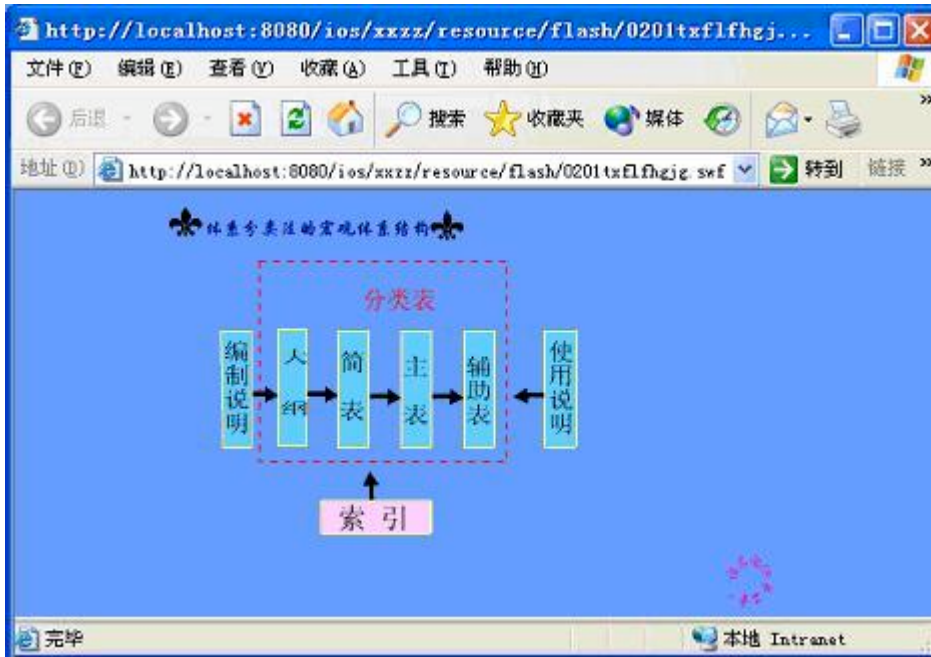 http://localhost:8080/ios/xxzz/resource/flash/0201txflfhgj...
文件(F) 编辑(E) 查看(V) 收藏(A) 工具(T) 帮助(H)
后退 搜索 收藏夹 媒体
地址(D) http://localhost:8080/ios/xxzz/resource/flash/0201txflfhgjg.swf 转到 链接
体系分类法的宏观体系结构
分类表
编制说明
大纲
简表
主表
辅助表
使用说明
索引
完毕 本地 Intranet